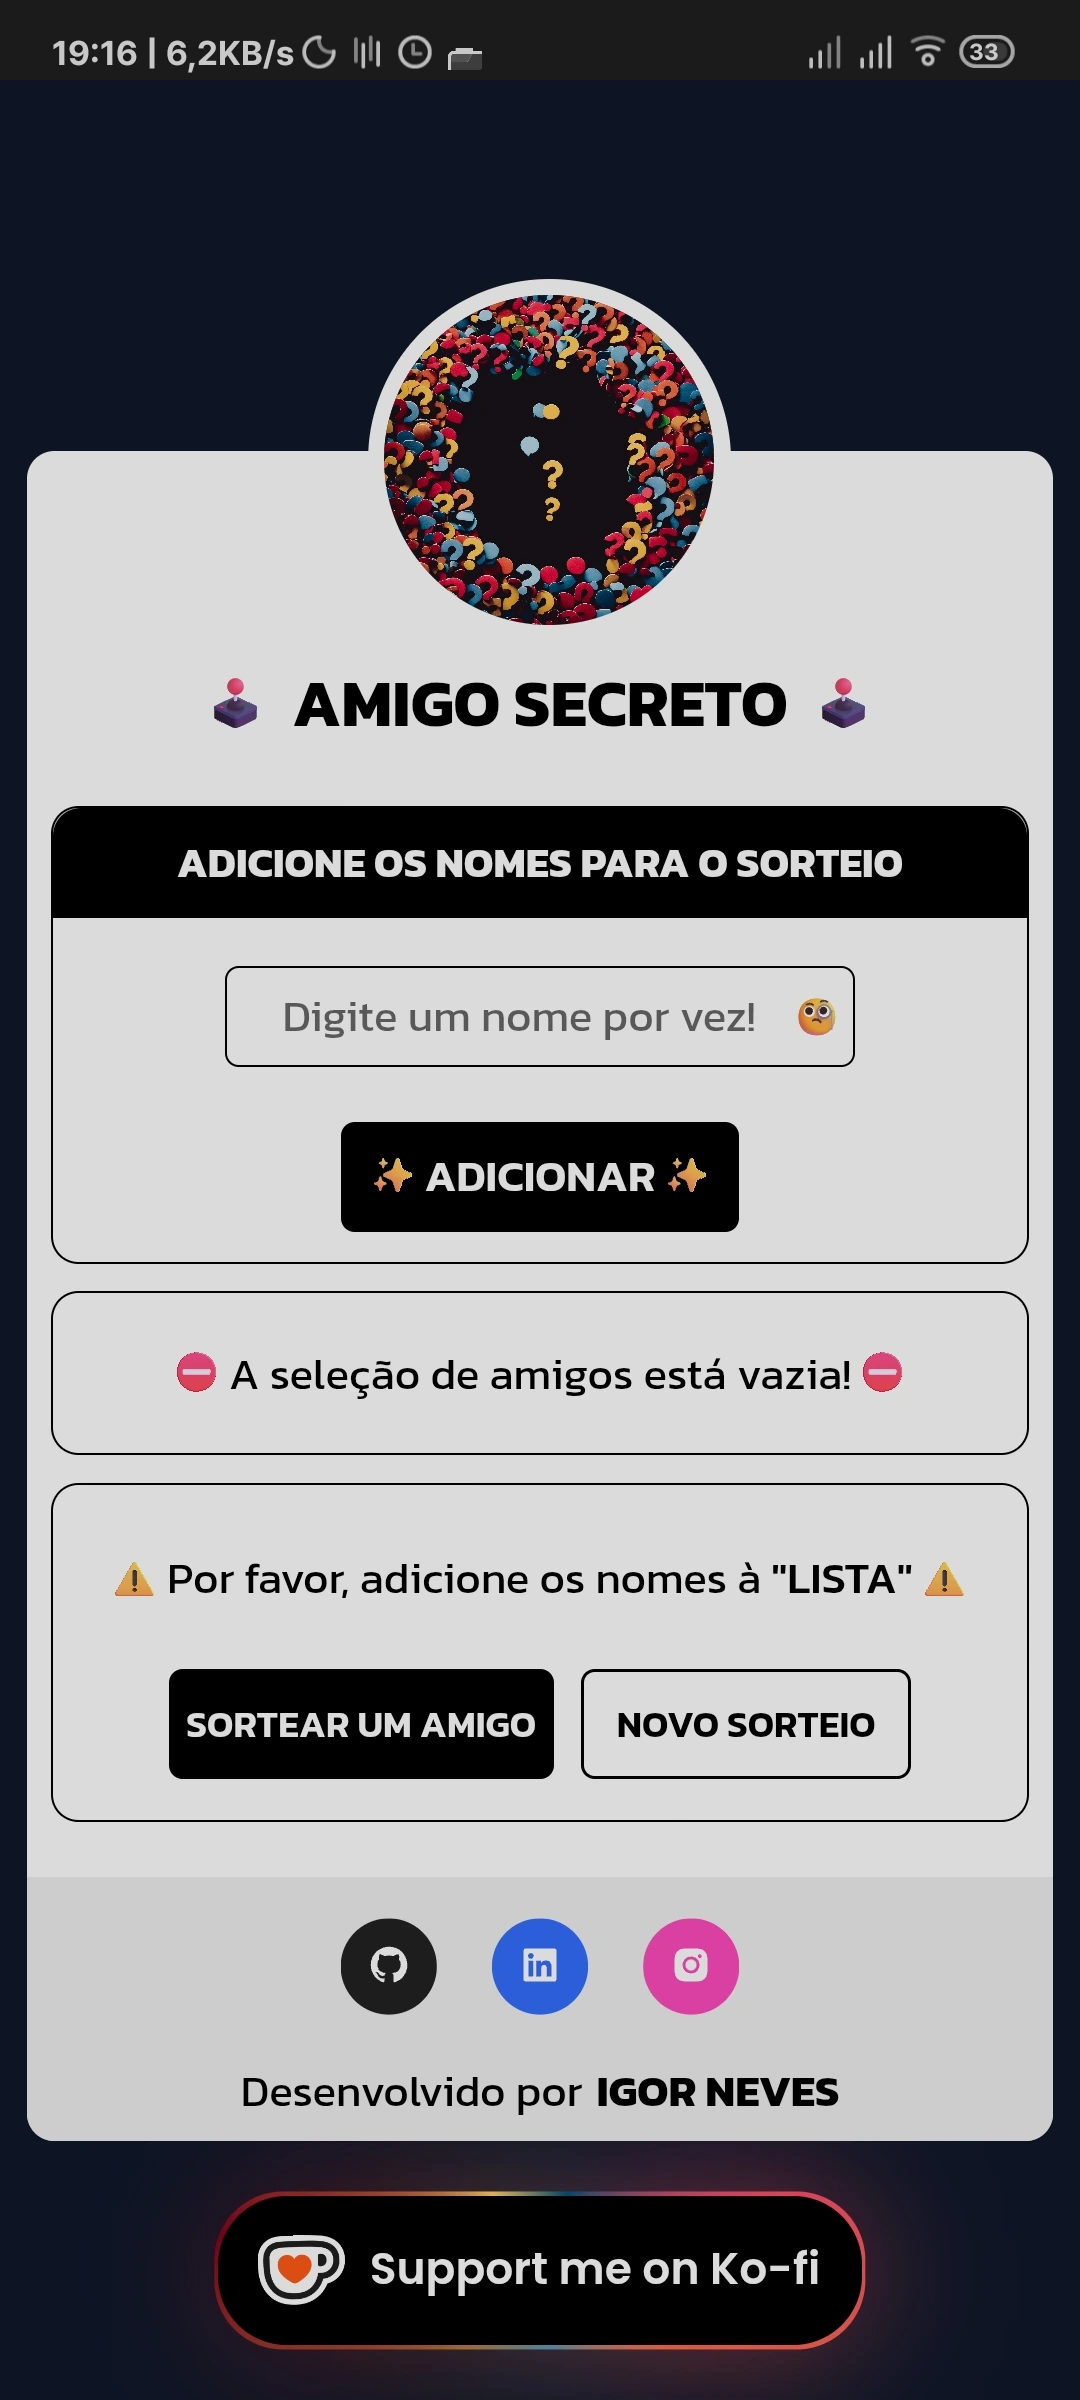 19:16 | 6,2KB/s 33
AMIGO SECRETO
ADICIONE OS NOMES PARA O SORTEIO
Digite um nome por vez! 🧐
✨ ADICIONAR ✨
⛔ A seleção de amigos está vazia! ⛔
⚠️ Por favor, adicione os nomes à "LISTA" ⚠️
SORTEAR UM AMIGO
NOVO SORTEIO
in
Desenvolvido por IGOR NEVES
Support me on Ko-fi